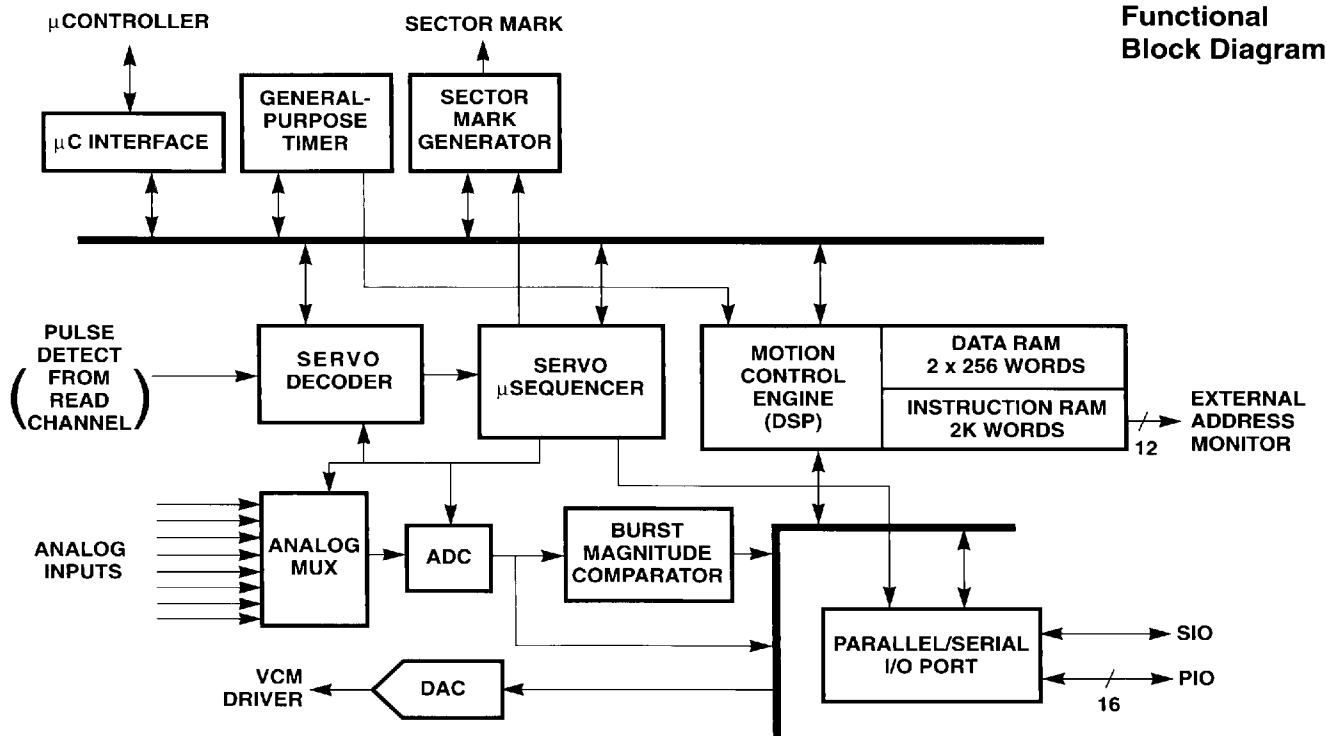 Functional
Block Diagram
μCONTROLLER
SECTOR MARK
μC INTERFACE
GENERAL-
PURPOSE
TIMER
SECTOR
MARK
GENERATOR
PULSE
DETECT
( FROM )
READ
CHANNEL
SERVO
DECODER
SERVO
μSEQUENCER
MOTION
CONTROL
ENGINE
(DSP)
DATA RAM
2 x 256 WORDS
INSTRUCTION RAM
2K WORDS
12
EXTERNAL
ADDRESS
MONITOR
ANALOG
INPUTS
ANALOG
MUX
ADC
BURST
MAGNITUDE
COMPARATOR
PARALLEL/SERIAL
I/O PORT
SIO
PIO
16
VCM
DRIVER
DAC